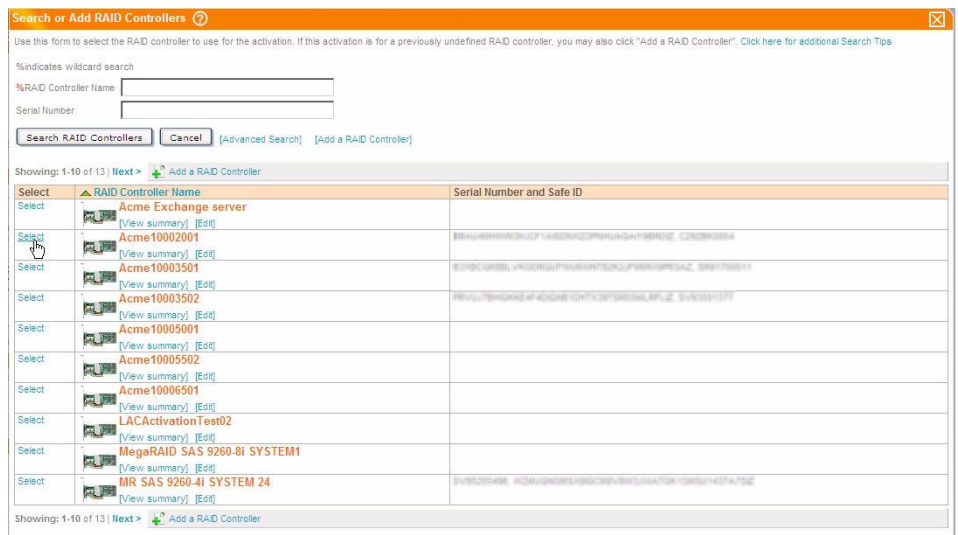 Search or Add RAID Controllers ?
Use this form to select the RAID controller to use for the activation. If this activation is for a previously undefined RAID controller, you may also click "Add a RAID Controller". Click here for additional Search Tips
%indicates wildcard search
%RAID Controller Name
Serial Number
Search RAID Controllers Cancel [Advanced Search] [Add a RAID Controller]
Showing: 1-10 of 13 | Next > Add a RAID Controller
Select RAID Controller Name Serial Number and Safe ID
Select Acme Exchange server
[View summary] [Edit]
Select Acme10002001
[View summary] [Edit]
Select Acme10003501
[View summary] [Edit]
Select Acme10003502
[View summary] [Edit]
Select Acme10005001
[View summary] [Edit]
Select Acme10005502
[View summary] [Edit]
Select Acme10006501
[View summary] [Edit]
Select LACActivationTest02
[View summary] [Edit]
Select MegaRAID SAS 9260-8i SYSTEM1
[View summary] [Edit]
Select MR SAS 9260-4i SYSTEM 24
[View summary] [Edit]
Showing: 1-10 of 13 | Next > Add a RAID Controller